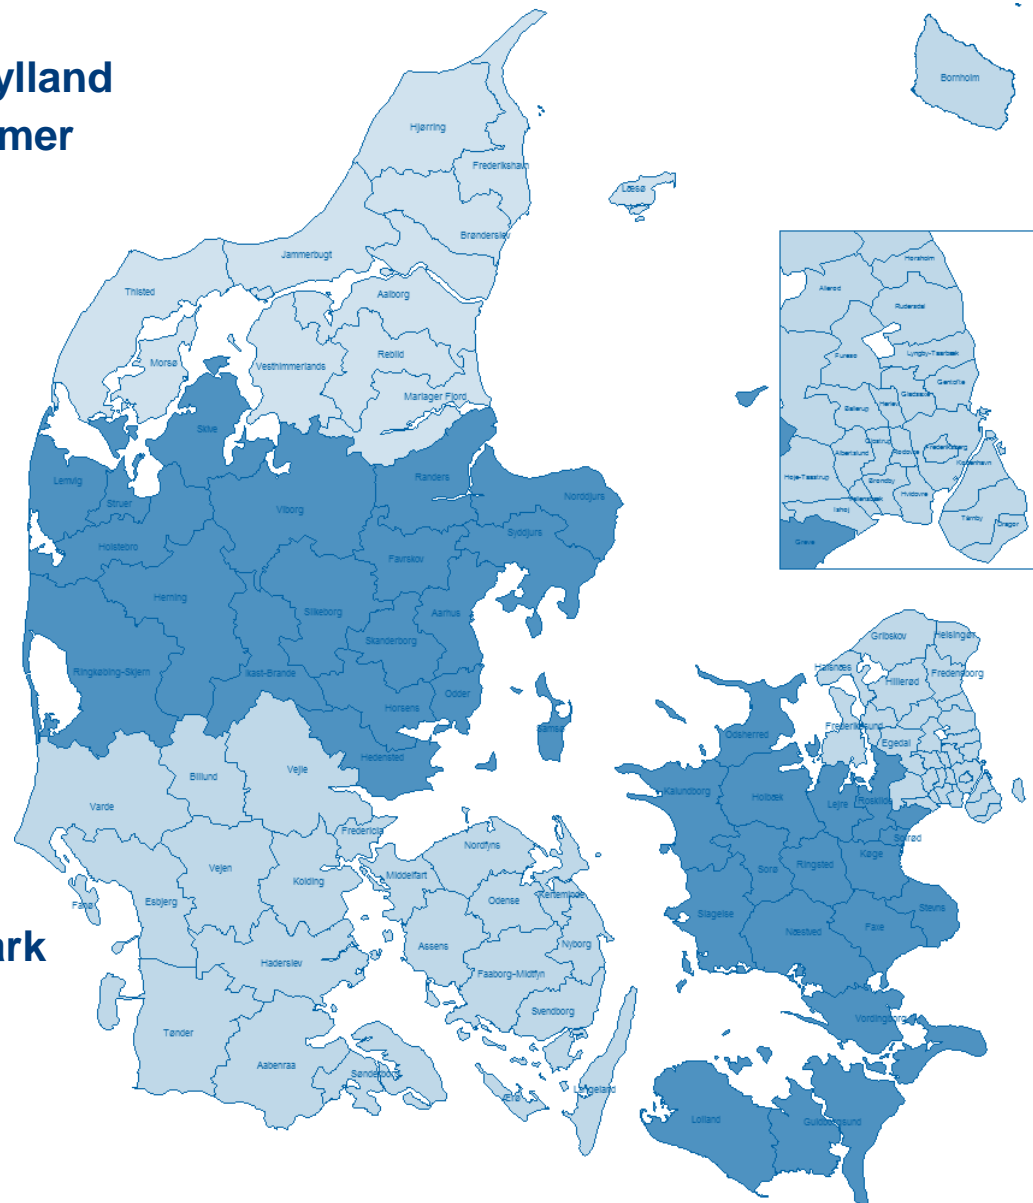 ylland
mer
Bornholm
Hjørring
Frederikshavn
Læsø
Brønderslev
Jammerbugt
Thisted
Aalborg
Morsø
Vesthimmerlands
Rebild
Mariager Fjord
Hørsholm
Allerød
Rudersdal
Furesø
Lyngby-Taarbæk
Gentofte
Gladsaxe
Ballerup
Herlev
Glostrup
Albertslund
Rødovre
Frederiksberg
København
Høje-Taastrup
Brøndby
Hvidovre
Ishøj
Tårnby
Dragør
Greve
Skive
Lemvig
Struer
Viborg
Randers
Norddjurs
Syddjurs
Holstebro
Favrskov
Herning
Silkeborg
Aarhus
Skanderborg
Ringkøbing-Skjern
Ikast-Brande
Odder
Horsens
Samsø
Hedensted
Gribskov
Helsingør
Halsnæs
Hillerød
Fredensborg
Frederikssund
Egedal
Odsherred
Kalundborg
Holbæk
Lejre
Roskilde
Solrød
Køge
Ringsted
Sorø
Slagelse
Næstved
Faxe
Stevns
Vordingborg
Lolland
Guldborgsund
Billund
Vejle
Varde
Fredericia
Vejen
Kolding
Nordfyns
Middelfart
Odense
Kerteminde
Fanø
Esbjerg
Assens
Nyborg
Haderslev
Faaborg-Midtfyn
Svendborg
ark
Tønder
Aabenraa
Sønderborg
Ærø
Langeland